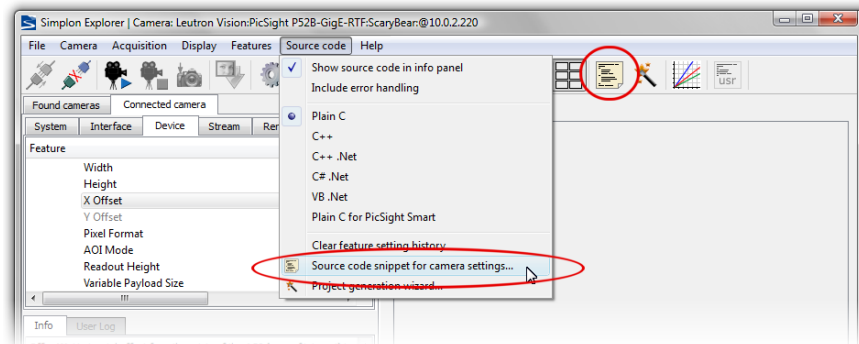 Simplon Explorer | Camera: Leutron Vision:PicSight P52B-GigE-RTF:ScaryBear:@10.0.2.220
File Camera Acquisition Display Features Source code Help
usr
Found cameras Connected camera
System Interface Device Stream
Feature
Width
Height
X Offset
Y Offset
Pixel Format
AOI Mode
Readout Height
Variable Payload Size
Show source code in info panel
Include error handling
Plain C
C++
C++ .Net
C# .Net
VB .Net
Plain C for PicSight Smart
Clear feature setting history
Source code snippet for camera settings...
Project generation wizard...
Info User Log